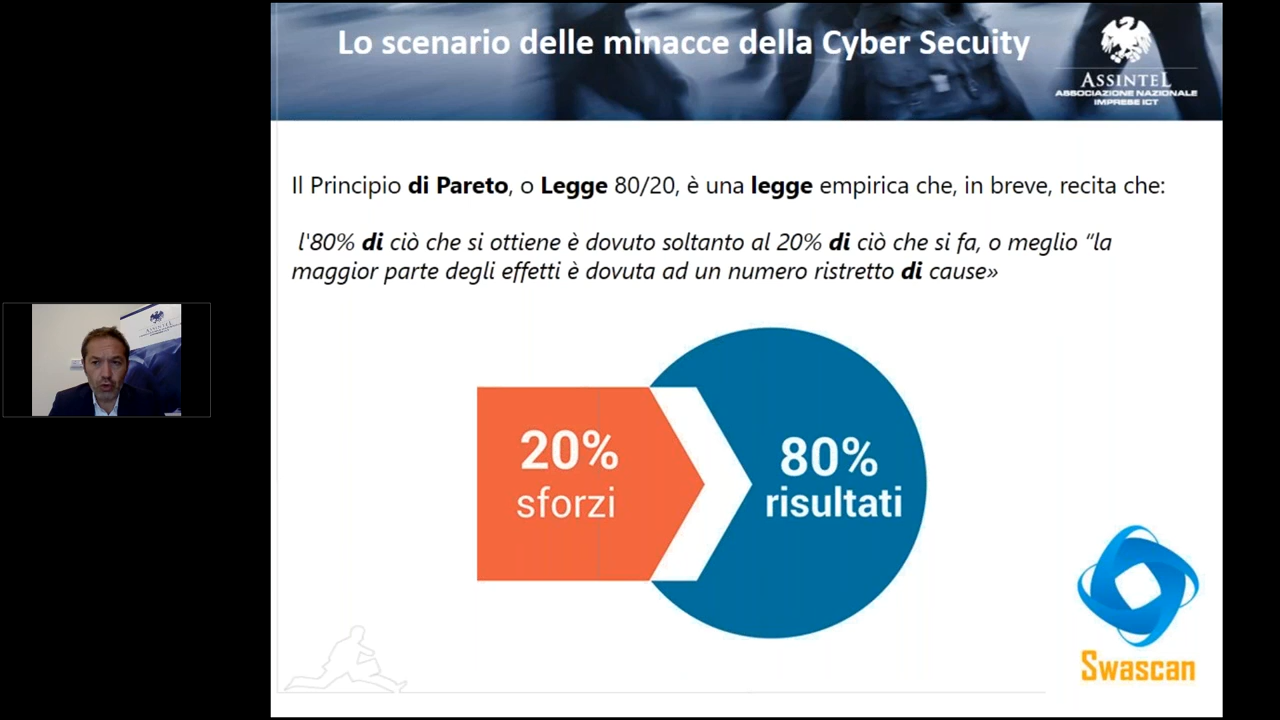 Lo scenario delle minacce della Cyber Secuity
ASSINTEL
ASSOCIAZIONE NAZIONALE
IMPRESE ICT
Il Principio di Pareto, o Legge 80/20, è una legge empirica che, in breve, recita che:
l'80% di ciò che si ottiene è dovuto soltanto al 20% di ciò che si fa, o meglio “la
maggior parte degli effetti è dovuta ad un numero ristretto di cause»
ASSINTEL
20%
sforzi
80%
risultati
Swascan